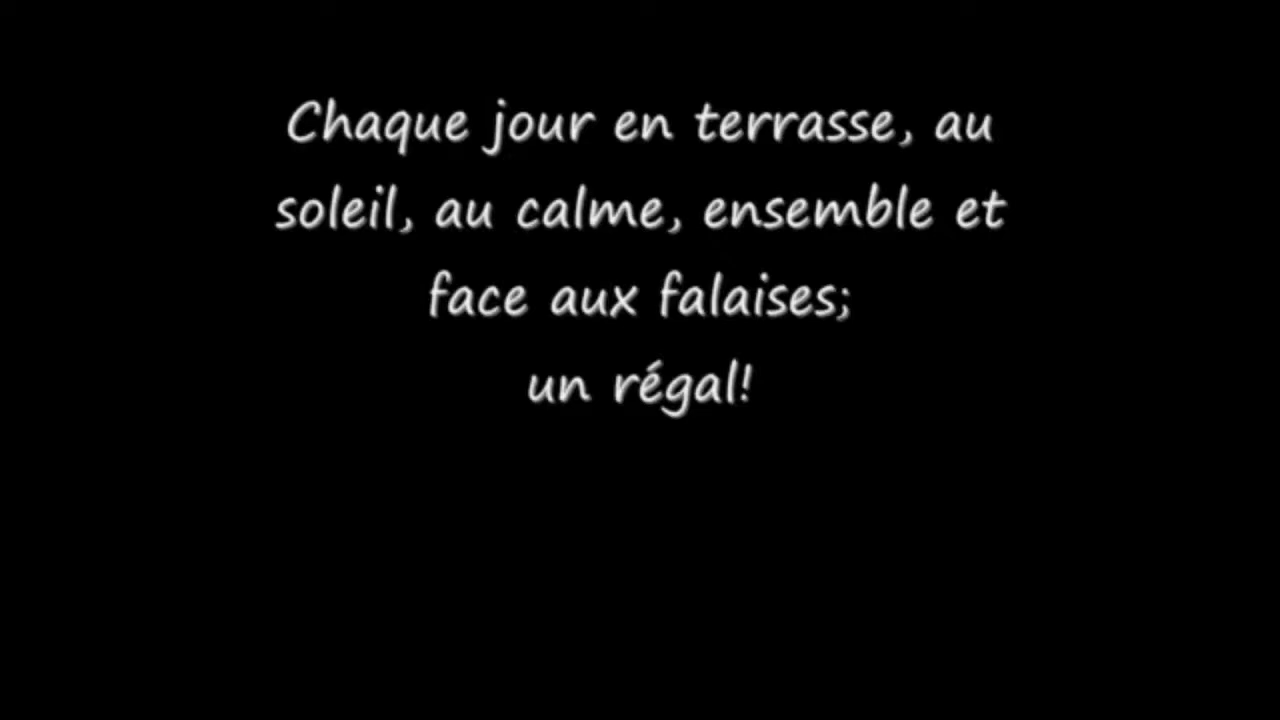 Chaque jour en terrasse, au
soleil, au calme, ensemble et
face aux falaises;
un régal!